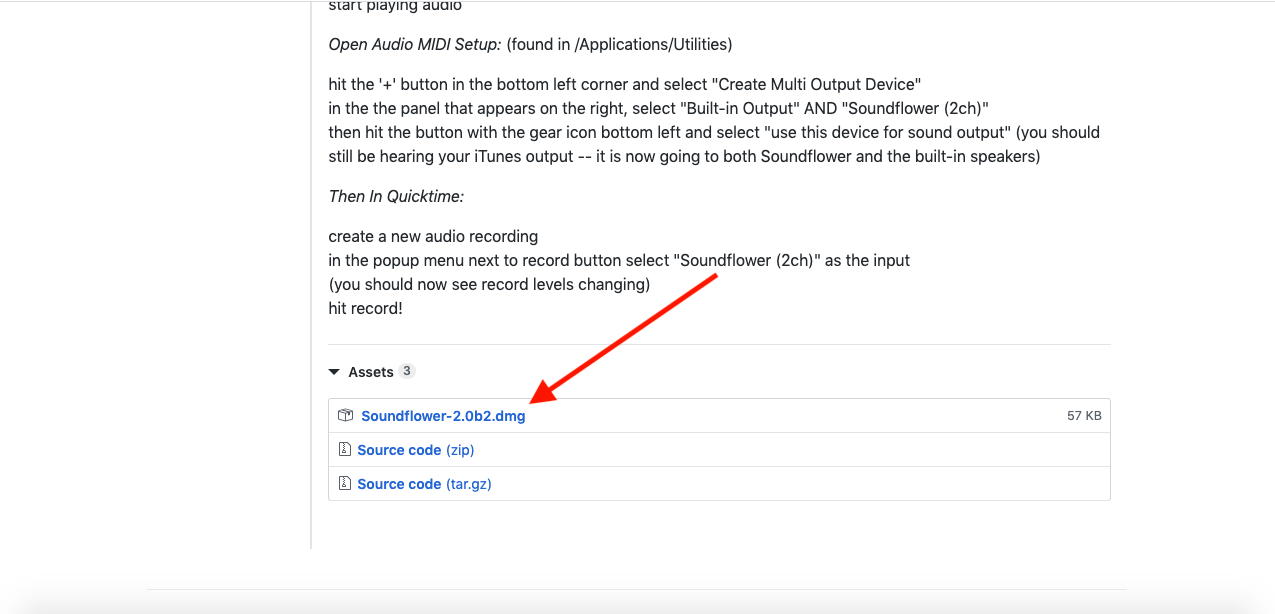 start playing audio
Open Audio MIDI Setup: (found in /Applications/Utilities)
hit the '+' button in the bottom left corner and select "Create Multi Output Device"
in the the panel that appears on the right, select "Built-in Output" AND "Soundflower (2ch)"
then hit the button with the gear icon bottom left and select "use this device for sound output" (you should
still be hearing your iTunes output -- it is now going to both Soundflower and the built-in speakers)
Then In Quicktime:
create a new audio recording
in the popup menu next to record button select "Soundflower (2ch)" as the input
(you should now see record levels changing)
hit record!
Assets 3
Soundflower-2.0b2.dmg 57 KB
Source code (zip)
Source code (tar.gz)